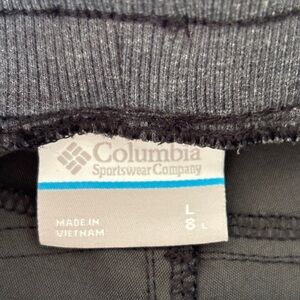 Columbia
Sportswear Company
MADE IN
VIETNAM
L
8 L